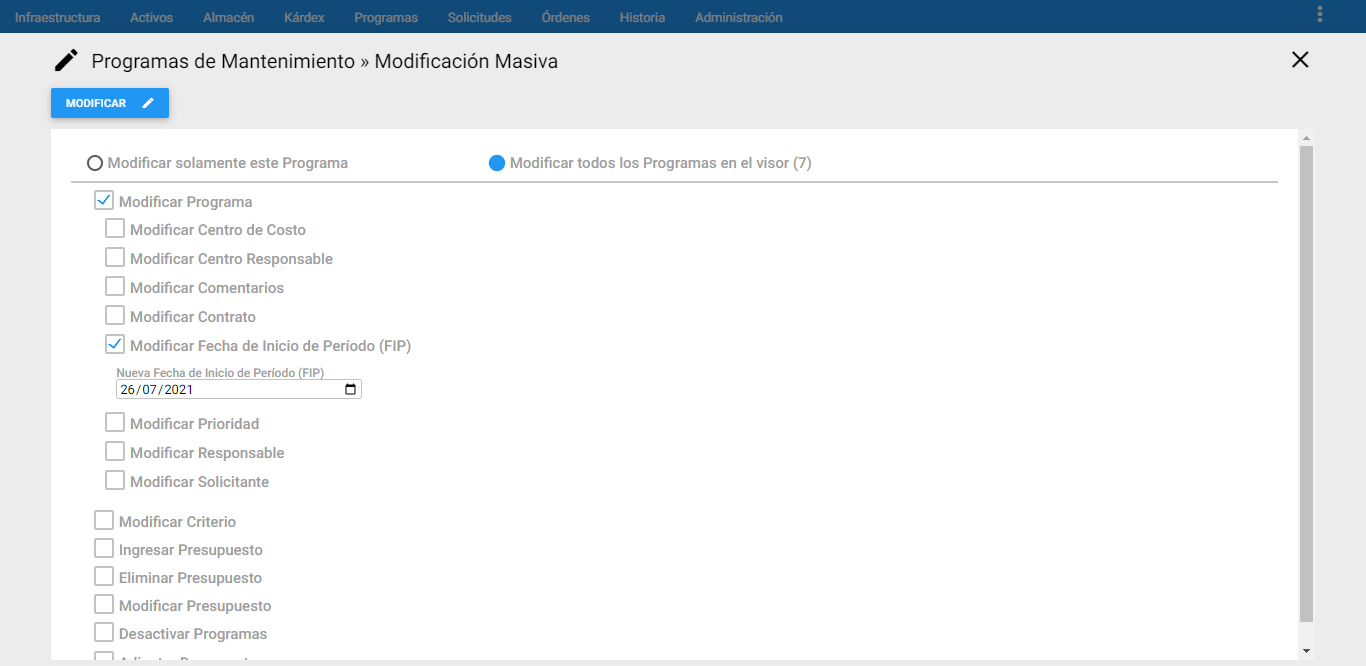 Infraestructura Activos Almacén Kárdex Programas Solicitudes Órdenes Historia Administración
Programas de Mantenimiento » Modificación Masiva
MODIFICAR
Modificar solamente este Programa Modificar todos los Programas en el visor (7)
Modificar Programa
Modificar Centro de Costo
Modificar Centro Responsable
Modificar Comentarios
Modificar Contrato
Modificar Fecha de Inicio de Período (FIP)
Nueva Fecha de Inicio de Período (FIP)
26/07/2021
Modificar Prioridad
Modificar Responsable
Modificar Solicitante
Modificar Criterio
Ingresar Presupuesto
Eliminar Presupuesto
Modificar Presupuesto
Desactivar Programas